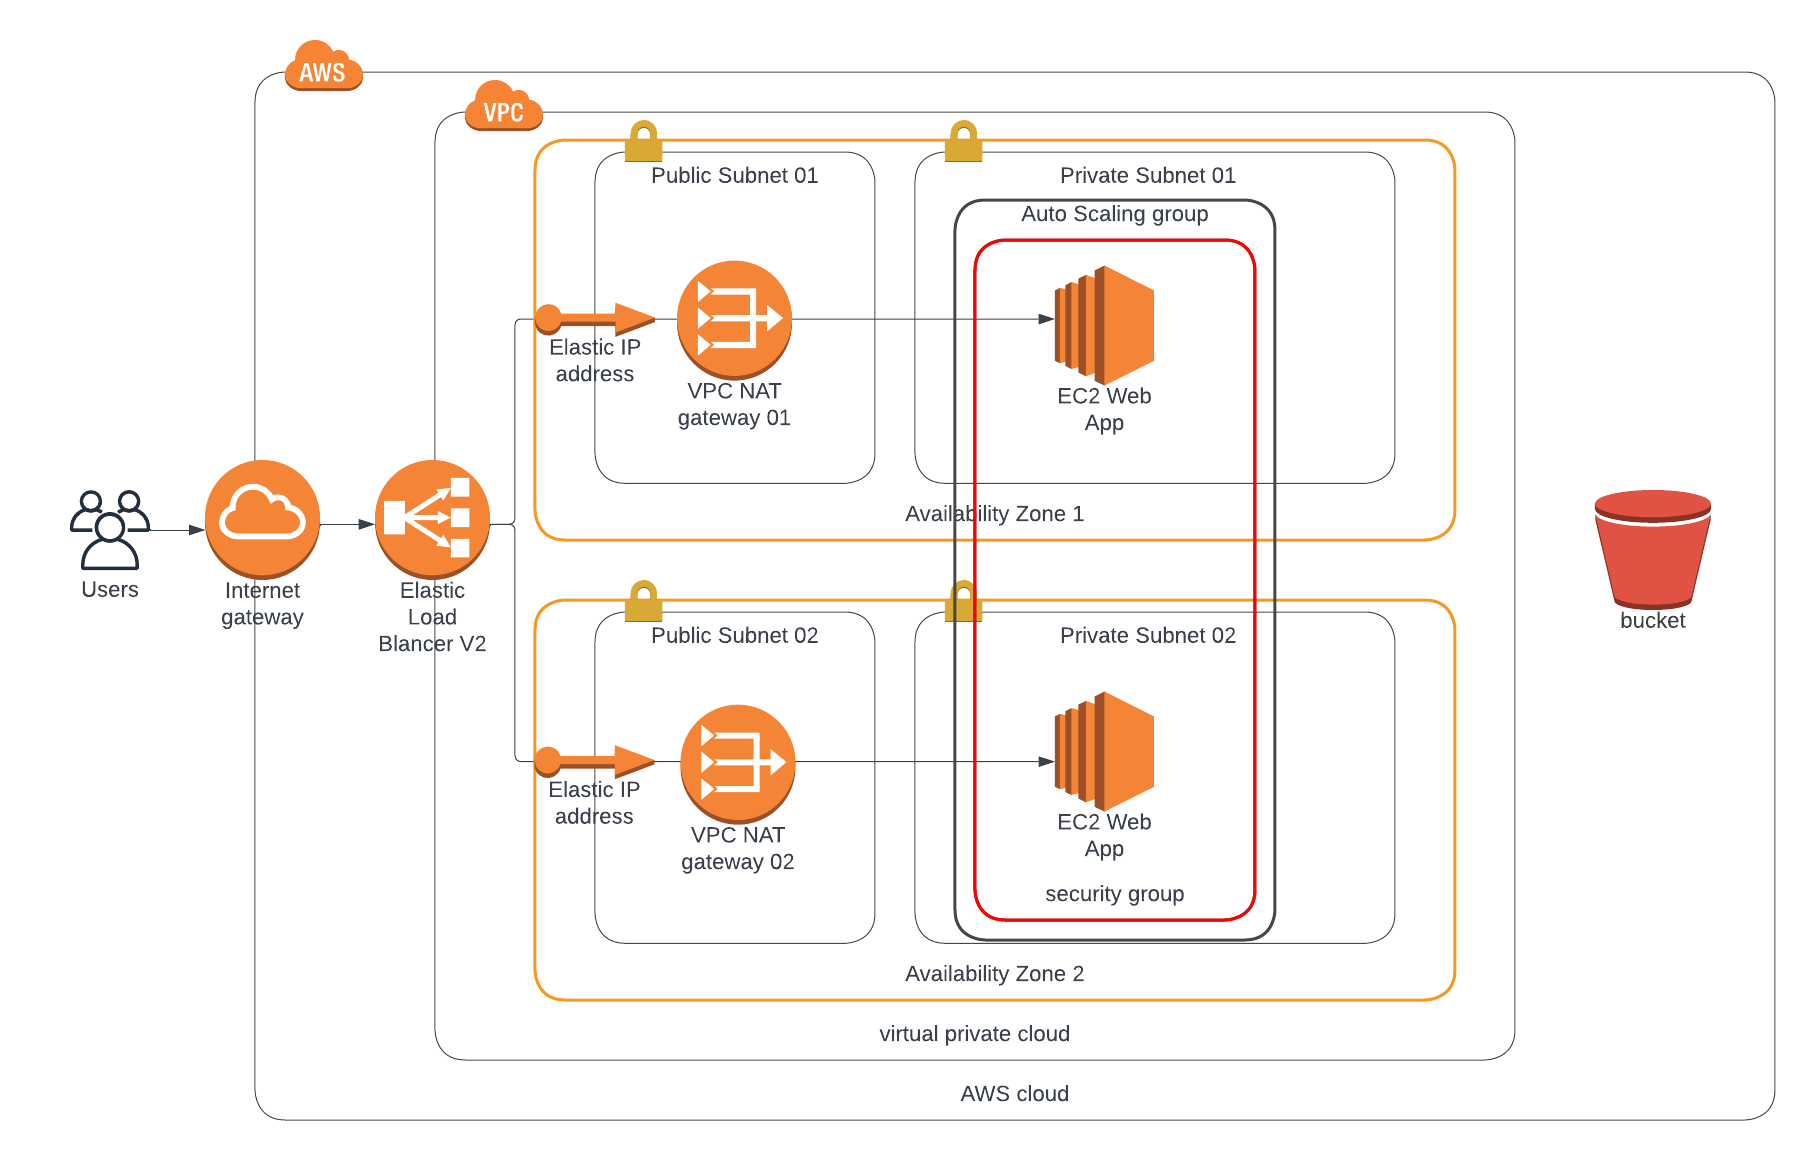 AWS
VPC
Public Subnet 01
Private Subnet 01
Auto Scaling group
Elastic IP
address
VPC NAT
gateway 01
EC2 Web
App
Availability Zone 1
Users
Internet
gateway
Elastic
Load
Blancer V2
bucket
Public Subnet 02
Private Subnet 02
Elastic IP
address
VPC NAT
gateway 02
EC2 Web
App
security group
Availability Zone 2
virtual private cloud
AWS cloud